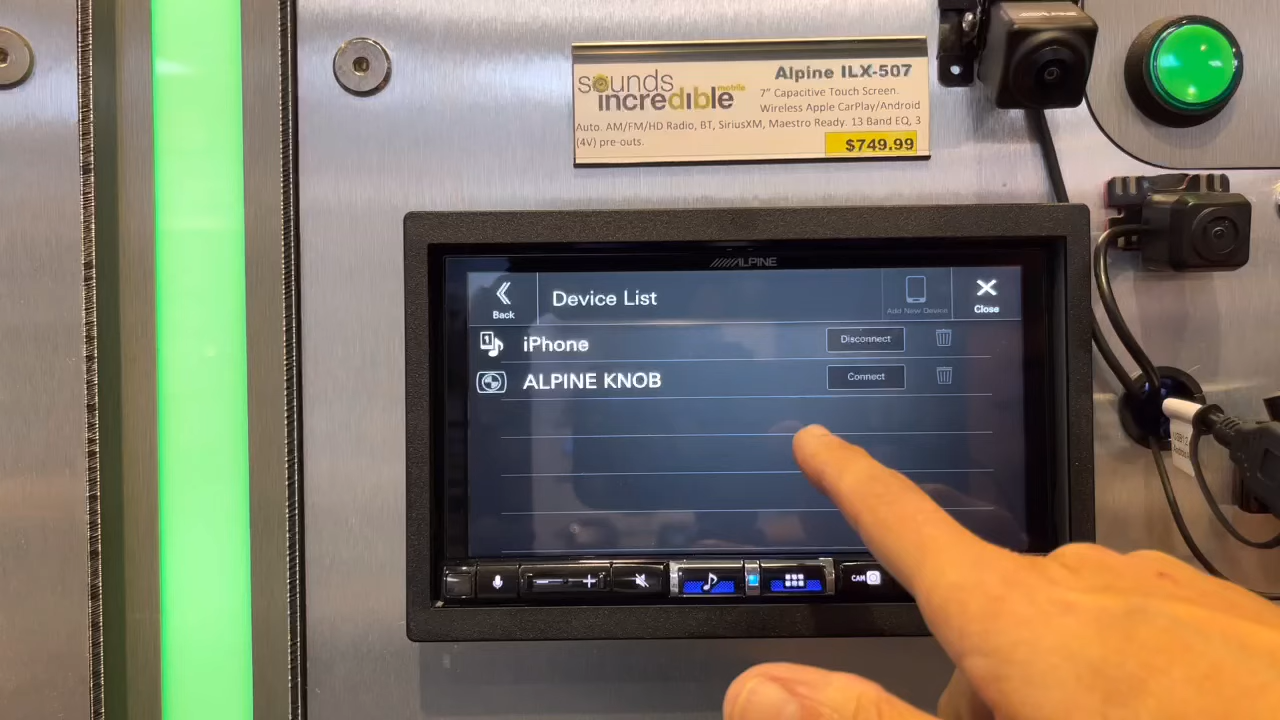 sounds
incredible mobile
Alpine ILX-507
7" Capacitive Touch Screen.
Wireless Apple CarPlay/Android
Auto. AM/FM/HD Radio, BT, SiriusXM, Maestro Ready. 13 Band EQ, 3
(4V) pre-outs.
$749.99
ALPINE
Back
Device List
Add New Device
Close
1
iPhone
Disconnect
ALPINE KNOB
Connect
CAM